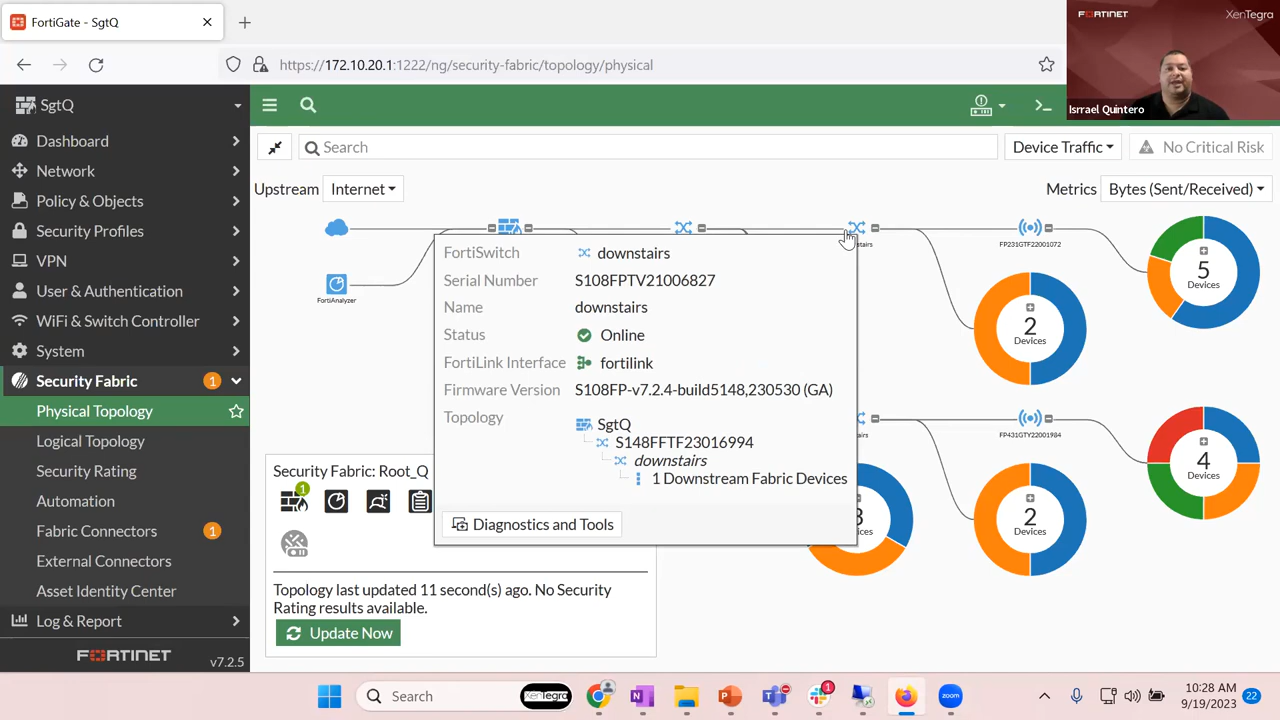 FortiGate - SgtQ
https://172.10.20.1:1222/ng/security-fabric/topology/physical
FORTINET
XenTegra
Isrrael Quintero
SgtQ
Dashboard
Network
Policy & Objects
Security Profiles
VPN
User & Authentication
WiFi & Switch Controller
System
Security Fabric 1
Physical Topology
Logical Topology
Security Rating
Automation
Fabric Connectors 1
External Connectors
Asset Identity Center
Log & Report
FORTINET
v7.2.5
Search
Device Traffic
No Critical Risk
Upstream Internet
Metrics Bytes (Sent/Received)
FortiAnalyzer
FortiSwitch downstairs
Serial Number S108FPTV21006827
Name downstairs
Status Online
FortiLink Interface fortilink
Firmware Version S108FP-v7.2.4-build5148,230530 (GA)
Topology
SgtQ
S148FFTF23016994
downstairs
1 Downstream Fabric Devices
Diagnostics and Tools
FP231GTF22001072
5
Devices
2
Devices
FP431GTY22001984
4
Devices
2
Devices
Security Fabric: Root_Q
1
Topology last updated 11 second(s) ago. No Security
Rating results available.
Update Now
Search
XenTegra
zoom
1
10:28 AM
9/19/2023
22